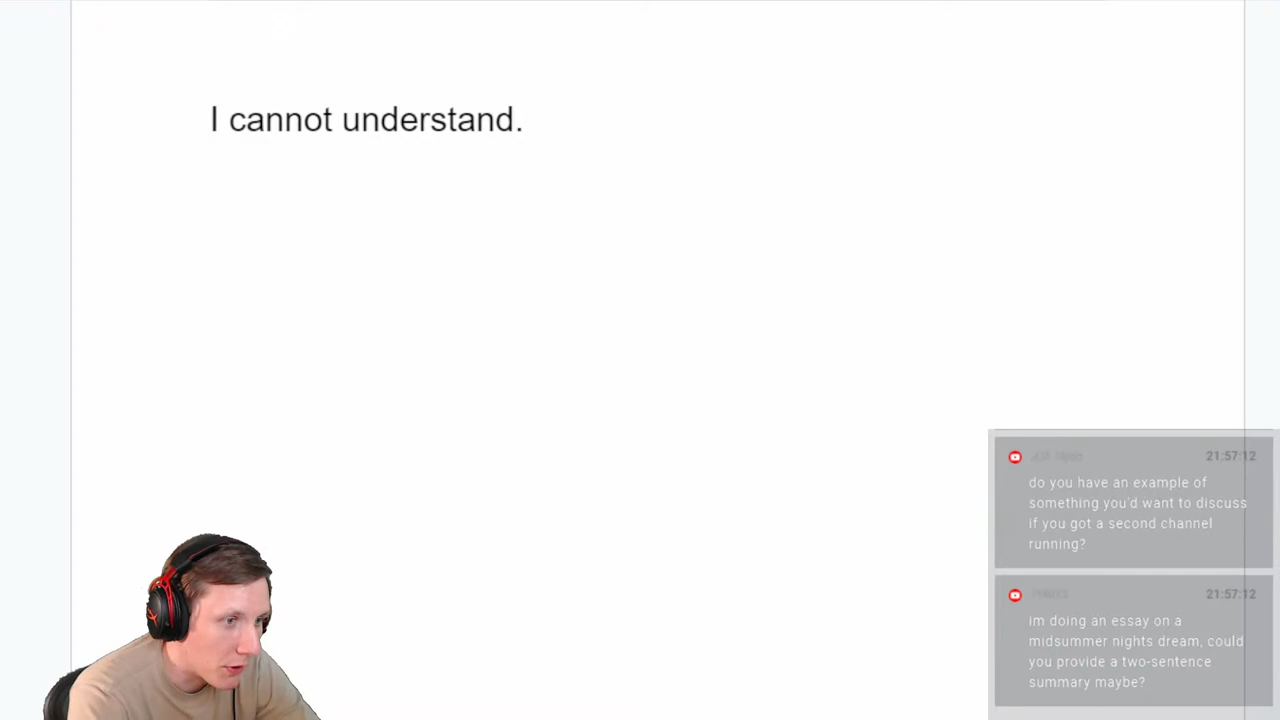 I cannot understand.
21:57:12
do you have an example of
something you'd want to discuss
if you got a second channel
running?
21:57:12
im doing an essay on a
midsummer nights dream, could
you provide a two-sentence
summary maybe?